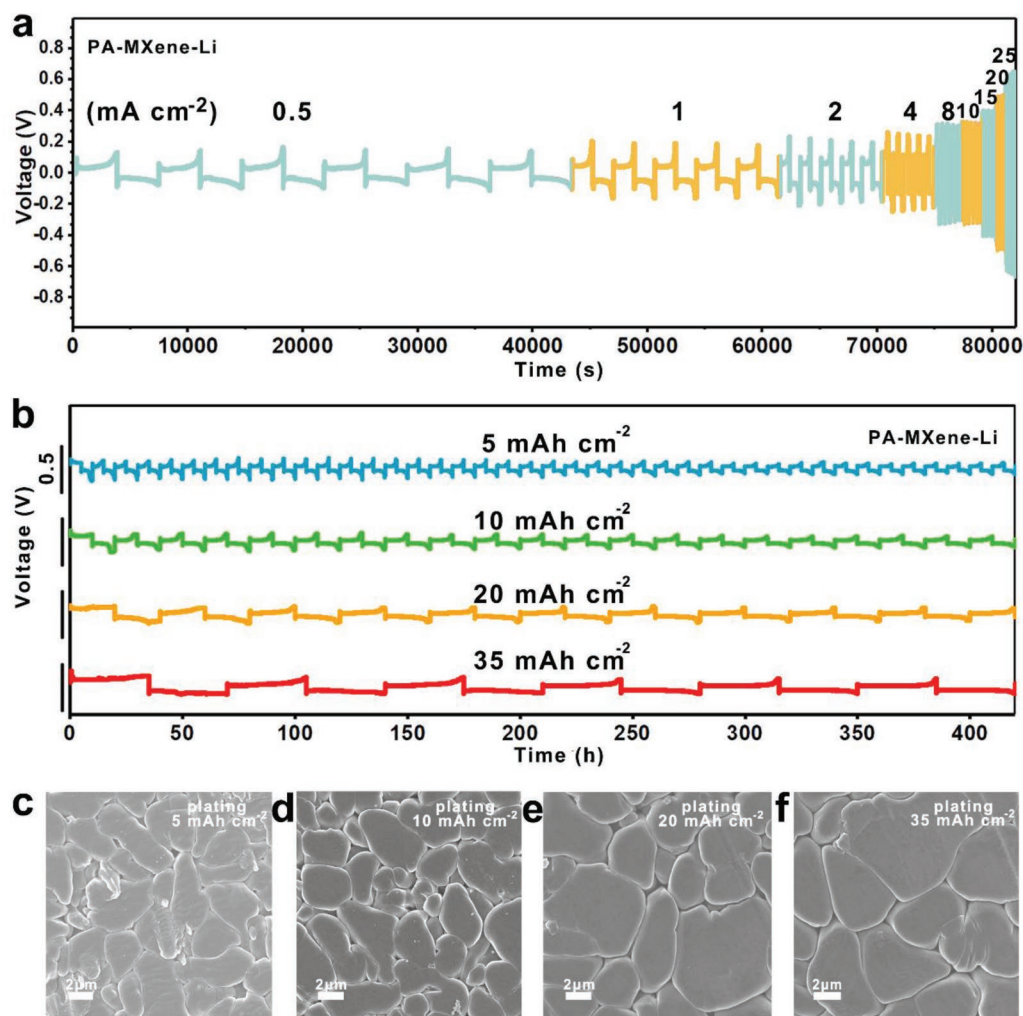 a
PA-MXene-Li
(mA cm⁻²) 0.5 1 2 4 8 10 15 20 25
Voltage (V)
0.8
0.6
0.4
0.2
0.0
-0.2
-0.4
-0.6
-0.8
0 10000 20000 30000 40000 50000 60000 70000 80000
Time (s)
b
PA-MXene-Li
0.5
Voltage (V)
5 mAh cm⁻²
10 mAh cm⁻²
20 mAh cm⁻²
35 mAh cm⁻²
0 50 100 150 200 250 300 350 400
Time (h)
c
plating
5 mAh cm⁻²
2μm
d
plating
10 mAh cm⁻²
2μm
e
plating
20 mAh cm⁻²
2μm
f
plating
35 mAh cm⁻²
2μm